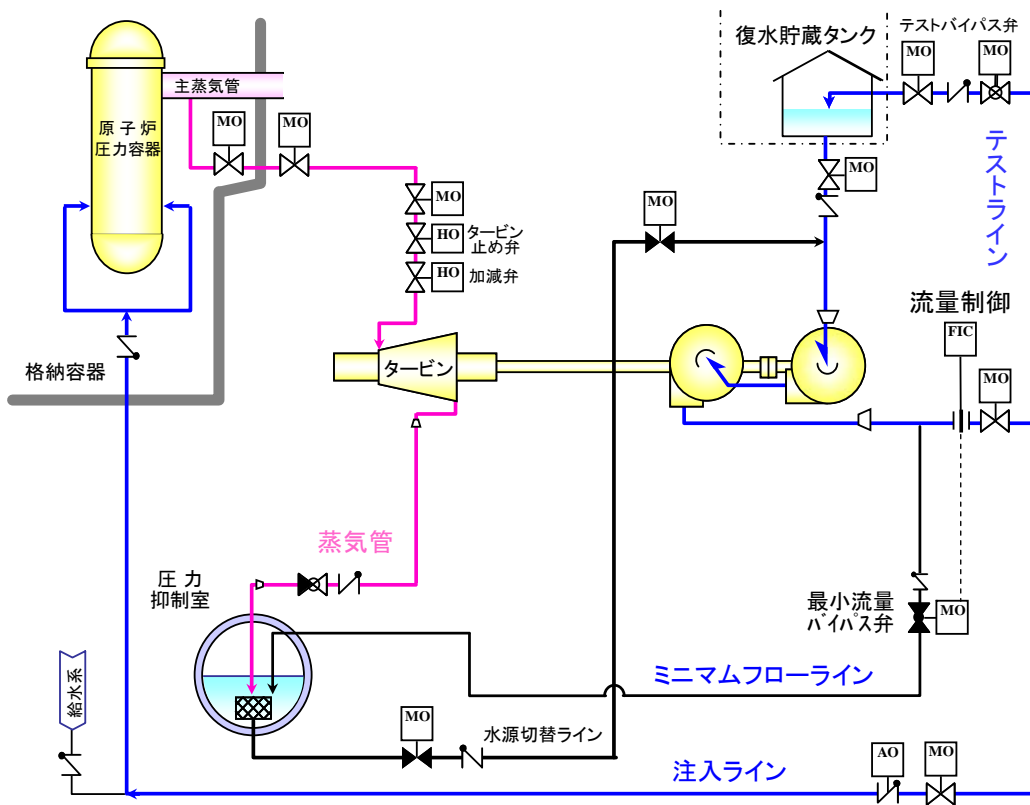 テストバイパス弁
復水貯蔵タンク
MO
MO
主蒸気管
原子炉
圧力容器
MO
MO
MO
MO
MO
HO
タービン
止め弁
HO
加減弁
テストライン
流量制御
FIC
MO
格納容器
タービン
蒸気管
圧力
抑制室
最小流量
バイパス弁
MO
ミニマムフローライン
給水系
MO
水源切替ライン
注入ライン
AO
MO